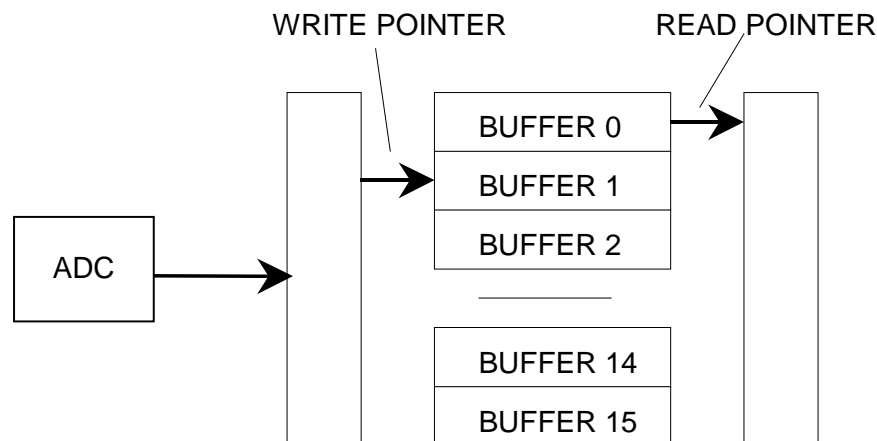 WRITE POINTER
READ POINTER
BUFFER 0
BUFFER 1
BUFFER 2
ADC
BUFFER 14
BUFFER 15